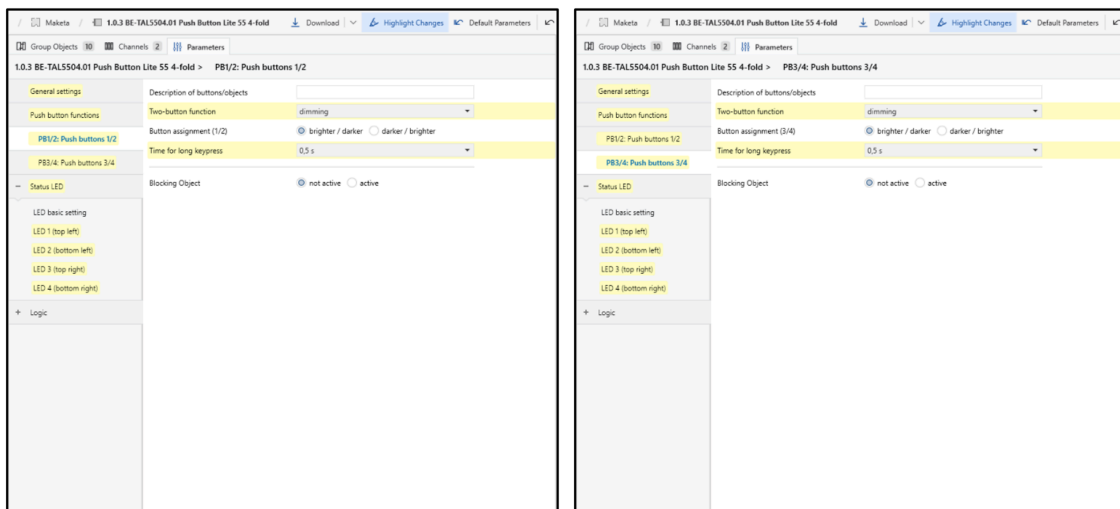 / Maketa / 1.0.3 BE-TAL5504.01 Push Button Lite 55 4-fold Download Highlight Changes Default Parameters
Group Objects 10 Channels 2 Parameters
1.0.3 BE-TAL5504.01 Push Button Lite 55 4-fold > PB1/2: Push buttons 1/2
General settings
Push button functions
PB1/2: Push buttons 1/2
PB3/4: Push buttons 3/4
– Status LED
LED basic setting
LED 1 (top left)
LED 2 (bottom left)
LED 3 (top right)
LED 4 (bottom right)
+ Logic
Description of buttons/objects
Two-button function dimming
Button assignment (1/2) brighter / darker darker / brighter
Time for long keypress 0,5 s
Blocking Object not active active
/ Maketa / 1.0.3 BE-TAL5504.01 Push Button Lite 55 4-fold Download Highlight Changes Default Parameters
Group Objects 10 Channels 2 Parameters
1.0.3 BE-TAL5504.01 Push Button Lite 55 4-fold > PB3/4: Push buttons 3/4
General settings
Push button functions
PB1/2: Push buttons 1/2
PB3/4: Push buttons 3/4
– Status LED
LED basic setting
LED 1 (top left)
LED 2 (bottom left)
LED 3 (top right)
LED 4 (bottom right)
+ Logic
Description of buttons/objects
Two-button function dimming
Button assignment (3/4) brighter / darker darker / brighter
Time for long keypress 0,5 s
Blocking Object not active active